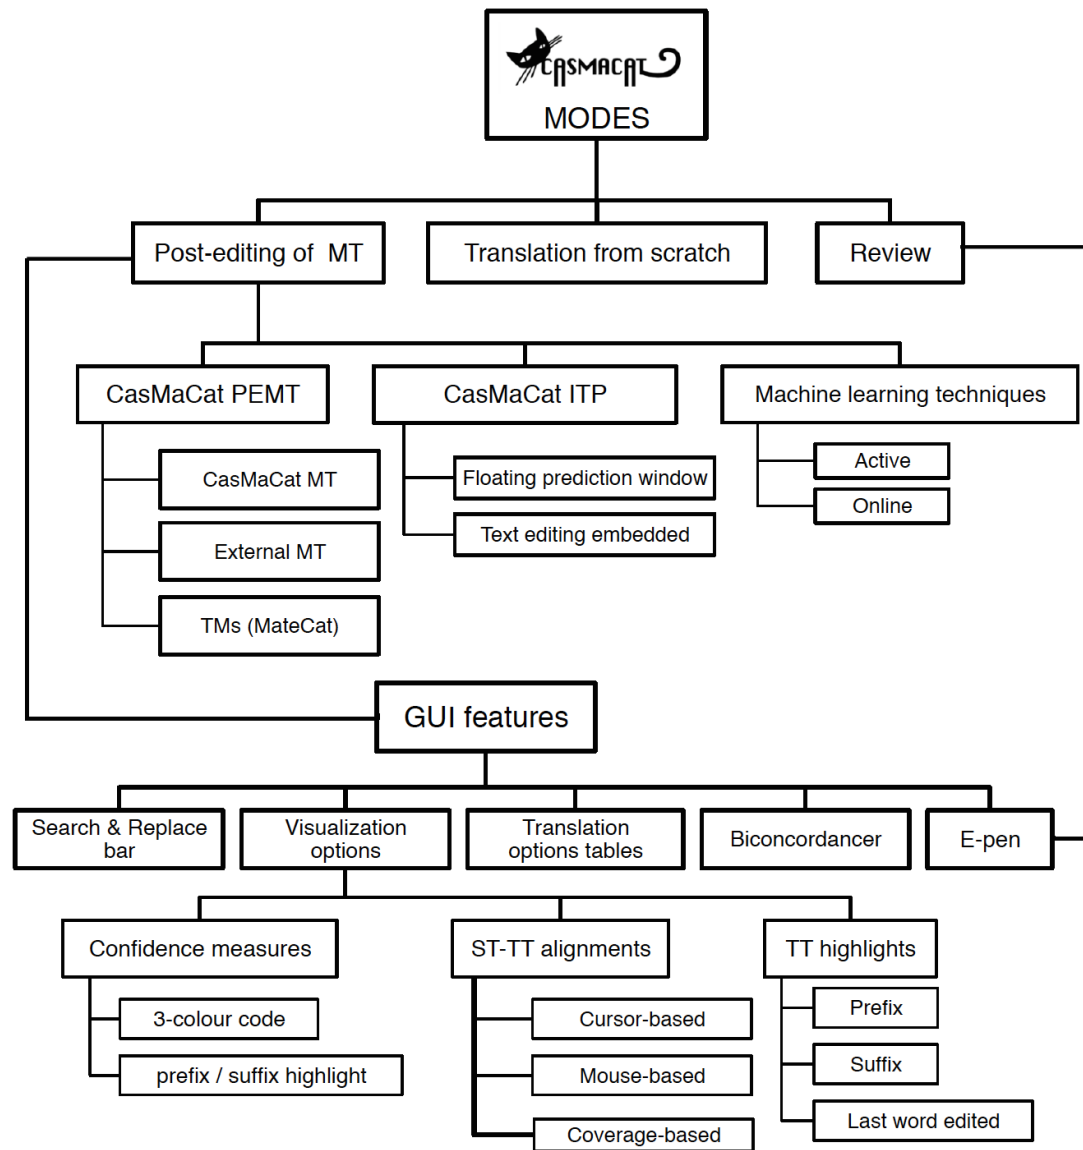 CASMACAT
MODES
Post-editing of MT
Translation from scratch
Review
CasMaCat PEMT
CasMaCat ITP
Machine learning techniques
CasMaCat MT
External MT
TMs (MateCat)
Floating prediction window
Text editing embedded
Active
Online
GUI features
Search & Replace
bar
Visualization
options
Translation
options tables
Biconcordancer
E-pen
Confidence measures
ST-TT alignments
TT highlights
3-colour code
prefix / suffix highlight
Cursor-based
Mouse-based
Coverage-based
Prefix
Suffix
Last word edited